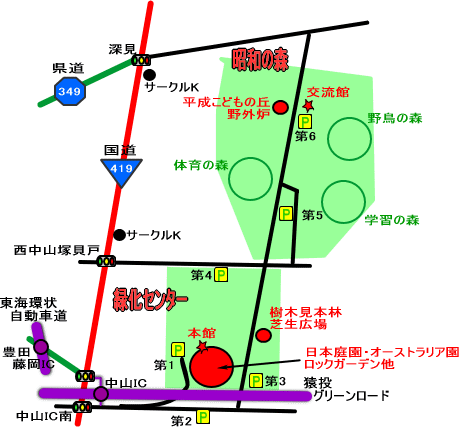 深見
昭和の森
県道
349
サークルK
平成こどもの丘
野外炉
交流館
P
第6
野鳥の森
国道
419
体育の森
P
第5
学習の森
サークルK
西中山塚貝戸
第4
P
緑化センター
東海環状
自動車道
樹木見本林
芝生広場
本館
第1
P
豊田
藤岡IC
日本庭園・オーストラリア園
ロックガーデン他
中山IC
P
第3
猿投
グリーンロード
中山IC南
第2
P